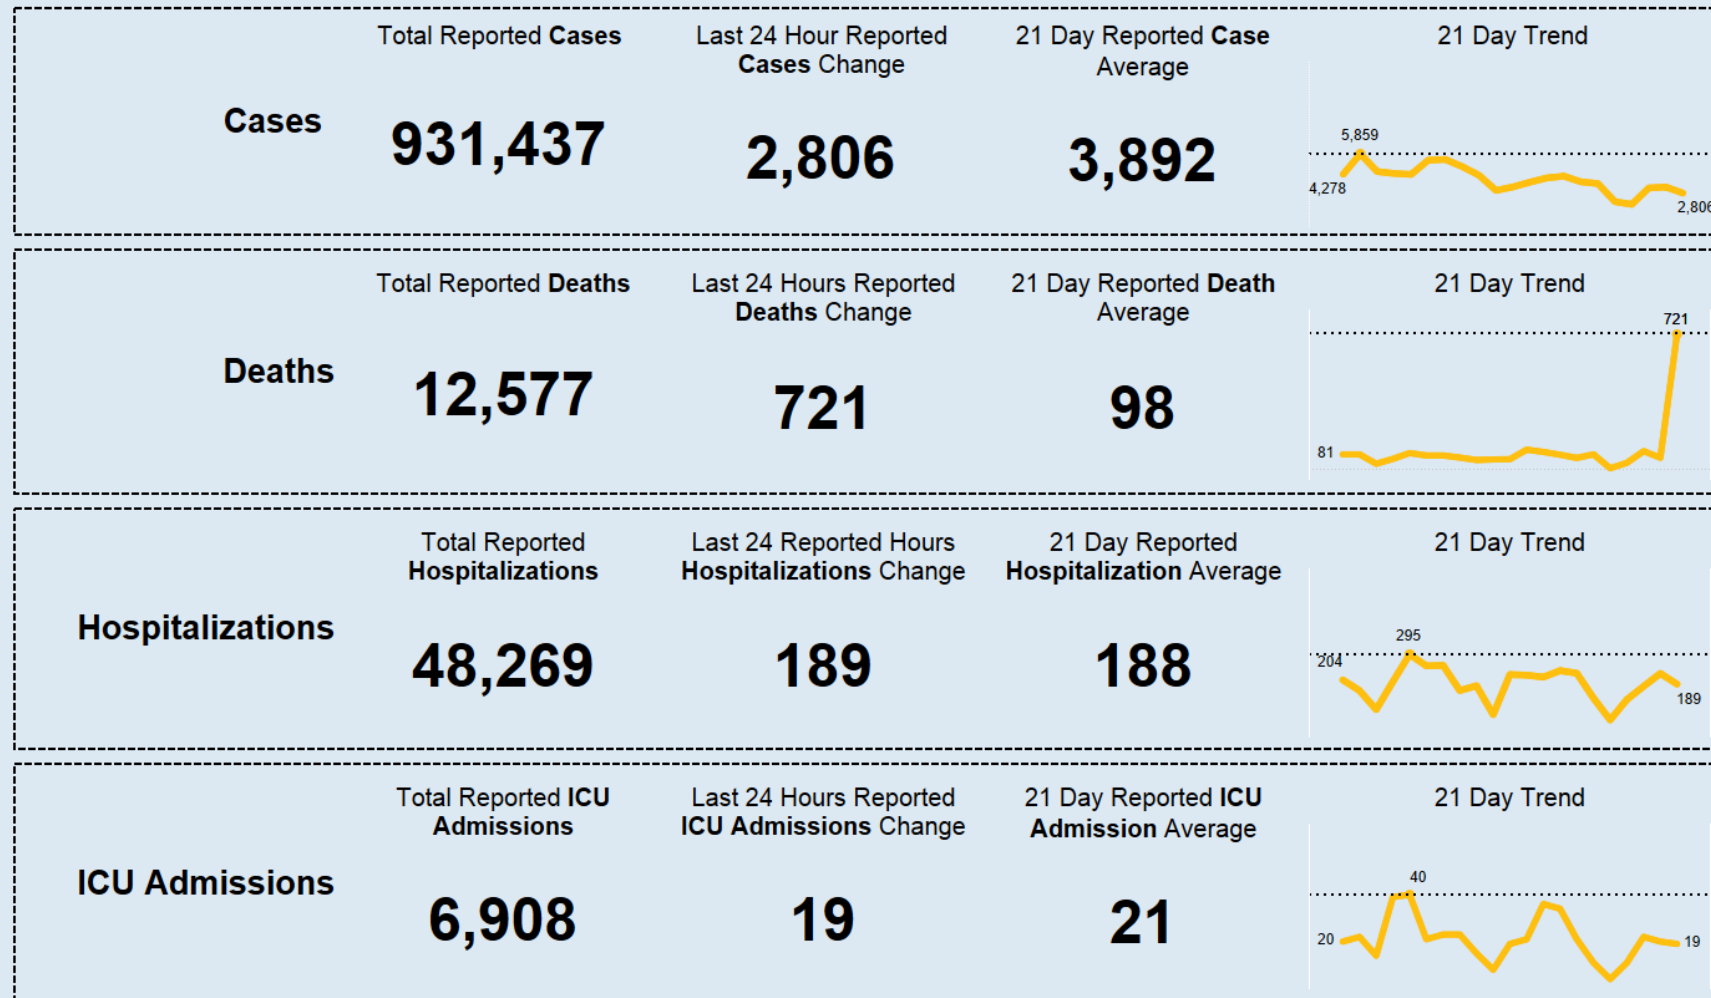 Total Reported Cases
Last 24 Hour Reported
Cases Change
21 Day Reported Case
Average
21 Day Trend
Cases
931,437
2,806
3,892
5,859
4,278
2,806
Total Reported Deaths
Last 24 Hours Reported
Deaths Change
21 Day Reported Death
Average
21 Day Trend
Deaths
12,577
721
98
721
81
Total Reported
Hospitalizations
Last 24 Reported Hours
Hospitalizations Change
21 Day Reported
Hospitalization Average
21 Day Trend
Hospitalizations
48,269
189
188
295
204
189
Total Reported ICU
Admissions
Last 24 Hours Reported
ICU Admissions Change
21 Day Reported ICU
Admission Average
21 Day Trend
ICU Admissions
6,908
19
21
40
20
19